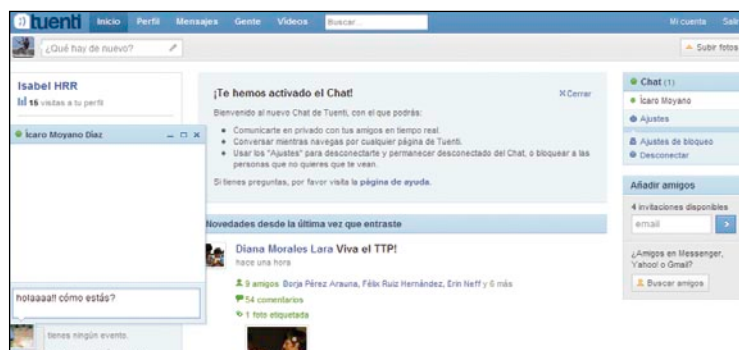 tuenti Inicio Perfil Mensajes Gente Vídeos Buscar... Mi cuenta Salir
¿Qué hay de nuevo? Subir fotos
Isabel HRR
15 visitas a tu perfil
Ícaro Moyano Díaz
holaaaa!! cómo estás?
tienes ningún evento.
¡Te hemos activado el Chat! Cerrar
Bienvenido al nuevo Chat de Tuenti, con el que podrás:
Comunicarte en privado con tus amigos en tiempo real.
Conversar mientras navegas por cualquier página de Tuenti.
Usar los "Ajustes" para desconectarte y permanecer desconectado del Chat, o bloquear a las
personas que no quieres que te vean.
Si tienes preguntas, por favor visita la página de ayuda.
Novedades desde la última vez que entraste
Diana Morales Lara Viva el TTP!
hace una hora
9 amigos Borja Pérez Arauna, Félix Ruiz Hernández, Erin Neff y 6 más
54 comentarios
1 foto etiquetada
Chat (1)
Ícaro Moyano
Ajustes
Ajustes de bloqueo
Desconectar
Añadir amigos
4 invitaciones disponibles
email
¿Amigos en Messenger,
Yahoo! o Gmail?
Buscar amigos